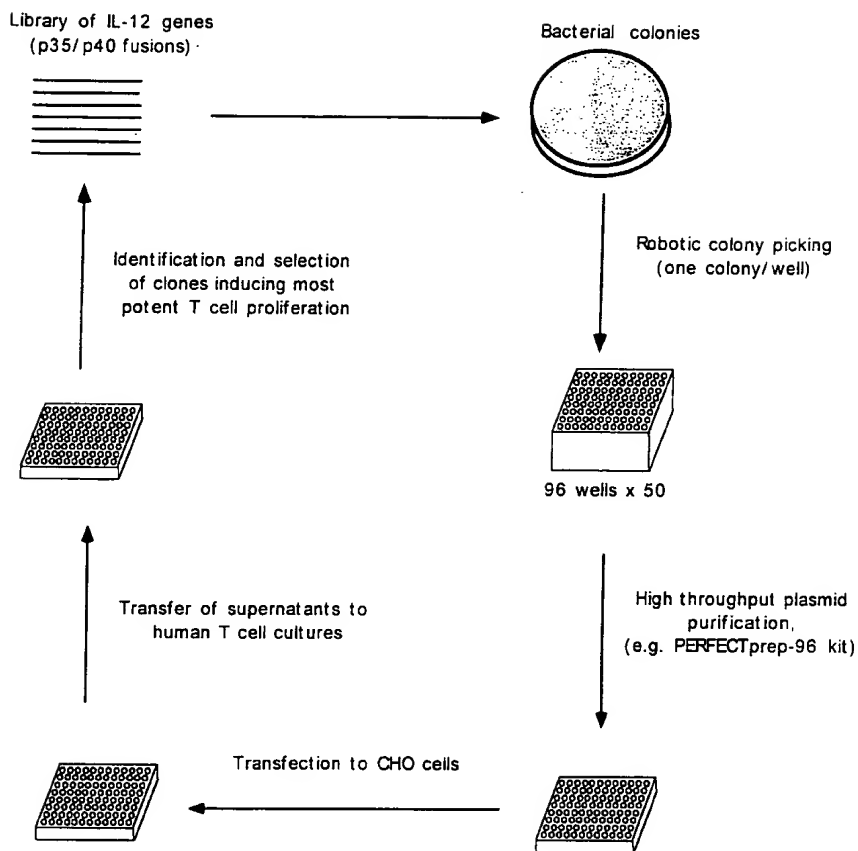 Library of IL-12 genes
(p35/p40 fusions)
Bacterial colonies
Robotic colony picking
(one colony/well)
96 wells x 50
High throughput plasmid
purification,
(e.g. PERFECTprep-96 kit)
Transfection to CHO cells
Transfer of supernatants to
human T cell cultures
Identification and selection
of clones inducing most
potent T cell proliferation